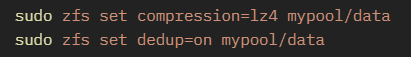 sudo zfs set compression=lz4 mypool/data
sudo zfs set dedup=on mypool/data